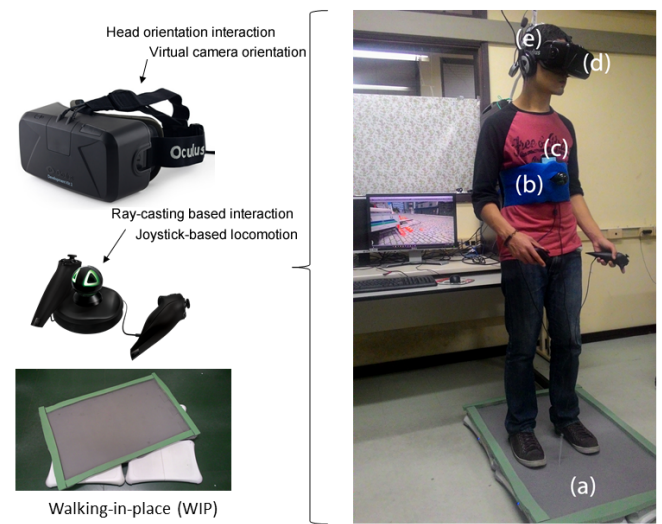 Head orientation interaction
Virtual camera orientation
Oculus
Ray-casting based interaction
Joystick-based locomotion
Walking-in-place (WIP)
(e)
(d)
(c)
(b)
(a)